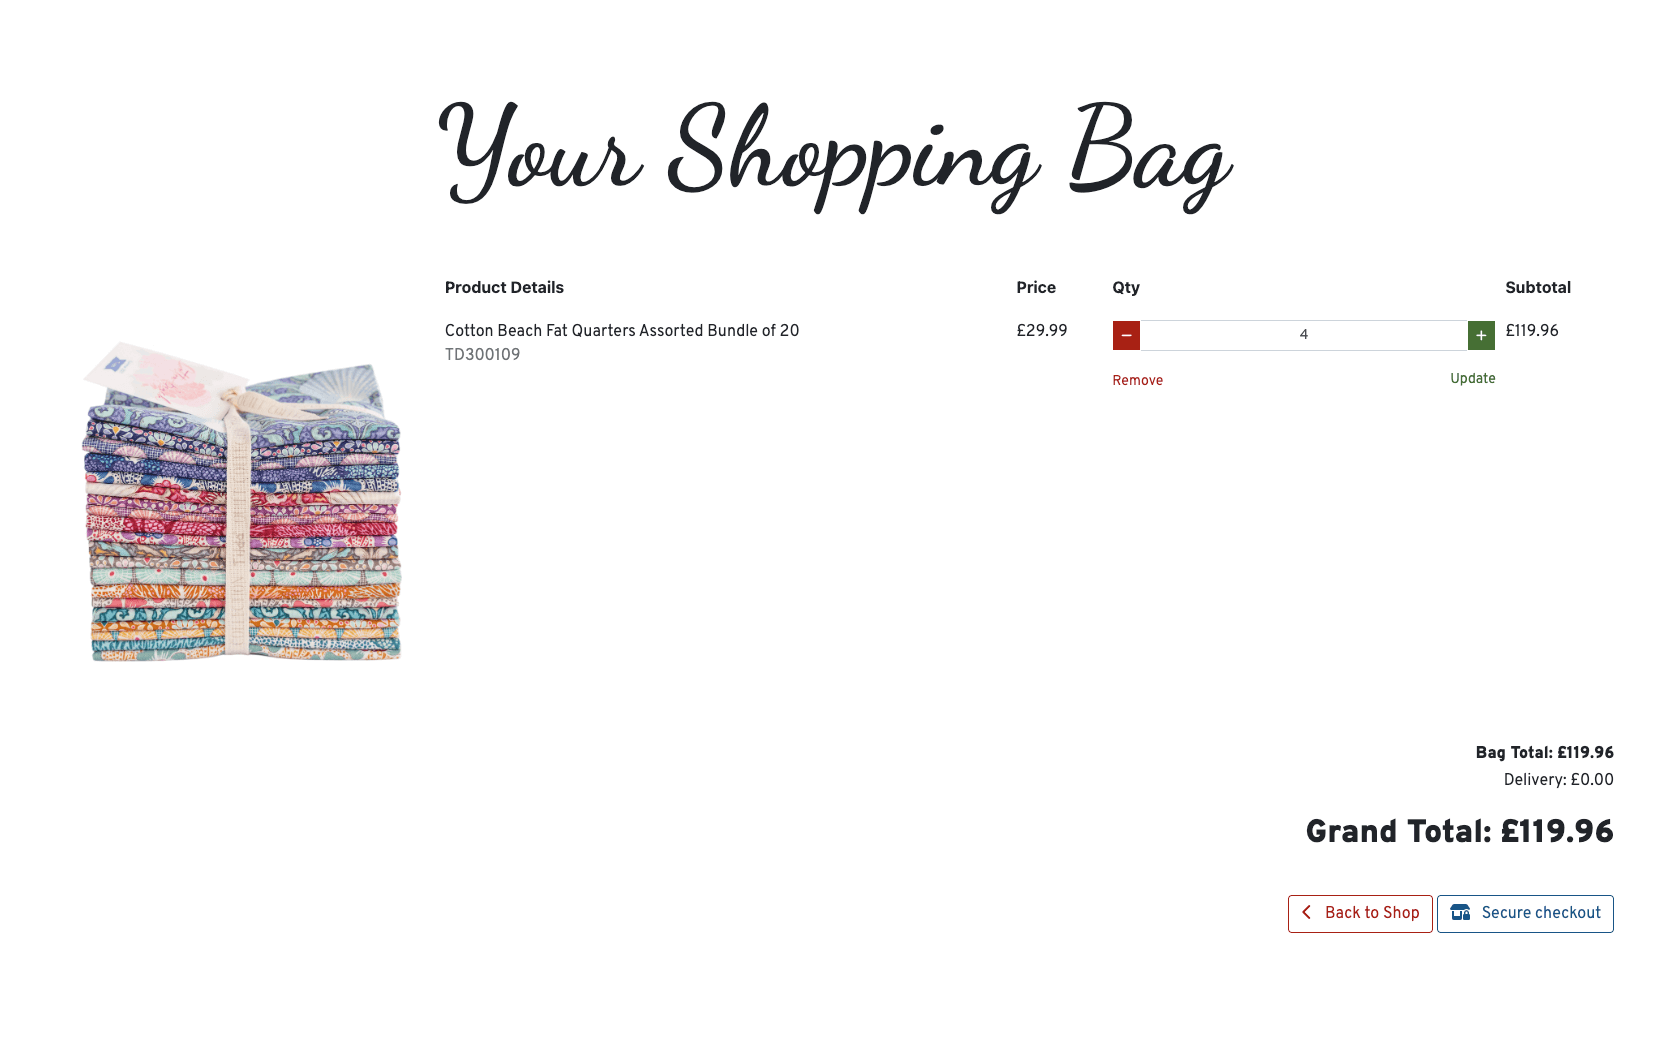 Your Shopping Bag
Product Details Price Qty Subtotal
Cotton Beach Fat Quarters Assorted Bundle of 20 £29.99 − 4 + £119.96
TD300109
Remove Update
Bag Total: £119.96
Delivery: £0.00
Grand Total: £119.96
Back to Shop Secure checkout